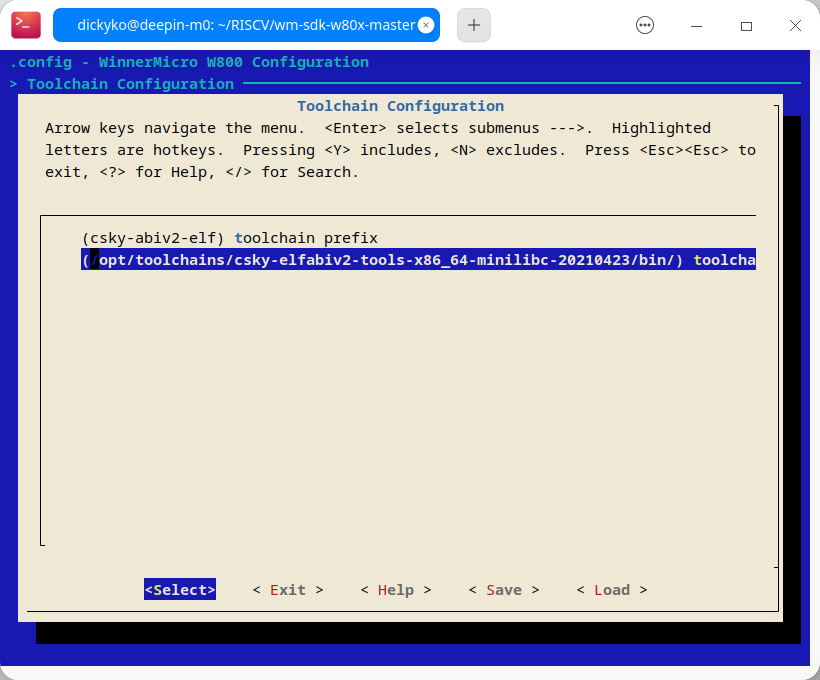 dickyko@deepin-m0: ~/RISCV/wm-sdk-w80x-master
.config - WinnerMicro W800 Configuration
> Toolchain Configuration
Toolchain Configuration
Arrow keys navigate the menu.  <Enter> selects submenus --->.  Highlighted
letters are hotkeys.  Pressing <Y> includes, <N> excludes.  Press <Esc><Esc> to
exit, <?> for Help, </> for Search.
(csky-abiv2-elf) toolchain prefix
(/opt/toolchains/csky-elfabiv2-tools-x86_64-minilibc-20210423/bin/) toolcha
<Select>    < Exit >    < Help >    < Save >    < Load >